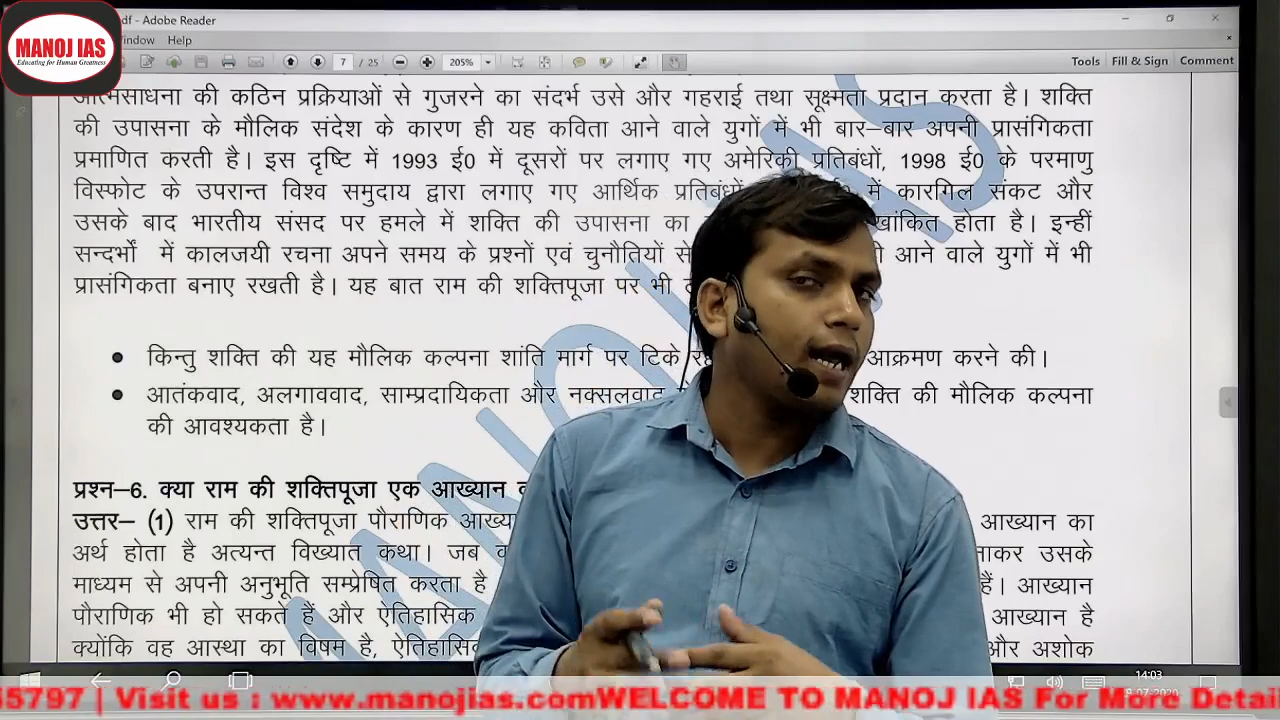 df - Adobe Reader
MANOJ IAS
Educating for Human Greatness
indow Help
7 / 25 205% Tools Fill & Sign Comment
आत्मसाधना की कठिन प्रक्रियाओं से गुजरने का संदर्भ उसे और गहराई तथा सूक्ष्मता प्रदान करता है। शक्ति
की उपासना के मौलिक संदेश के कारण ही यह कविता आने वाले युगों में भी बार–बार अपनी प्रासंगिकता
प्रमाणित करती है। इस दृष्टि में 1993 ई0 में दूसरों पर लगाए गए अमेरिकी प्रतिबंधों, 1998 ई0 के परमाणु
विस्फोट के उपरान्त विश्व समुदाय द्वारा लगाए गए आर्थिक प्रतिबंधों में कारगिल संकट और
उसके बाद भारतीय संसद पर हमले में शक्ति की उपासना का खांकित होता है। इन्हीं
सन्दर्भों में कालजयी रचना अपने समय के प्रश्नों एवं चुनौतियों से आने वाले युगों में भी
प्रासंगिकता बनाए रखती है। यह बात राम की शक्तिपूजा पर भी
• किन्तु शक्ति की यह मौलिक कल्पना शांति मार्ग पर टिके आक्रमण करने की।
• आतंकवाद, अलगाववाद, साम्प्रदायिकता और नक्सलवाद शक्ति की मौलिक कल्पना
की आवश्यकता है।
प्रश्न–6. क्या राम की शक्तिपूजा एक आख्यान
उत्तर– (1) राम की शक्तिपूजा पौराणिक आख्य आख्यान का
अर्थ होता है अत्यन्त विख्यात कथा। जब नाकर उसके
माध्यम से अपनी अनुभूति सम्प्रेषित करता है हैं। आख्यान
पौराणिक भी हो सकते हैं और ऐतिहासिक आख्यान है
क्योंकि वह आस्था का विषम है, ऐतिहासि और अशोक
14:03
55797 | Visit us www.manojias.comWELCOME TO MANOJ IAS For More Detai